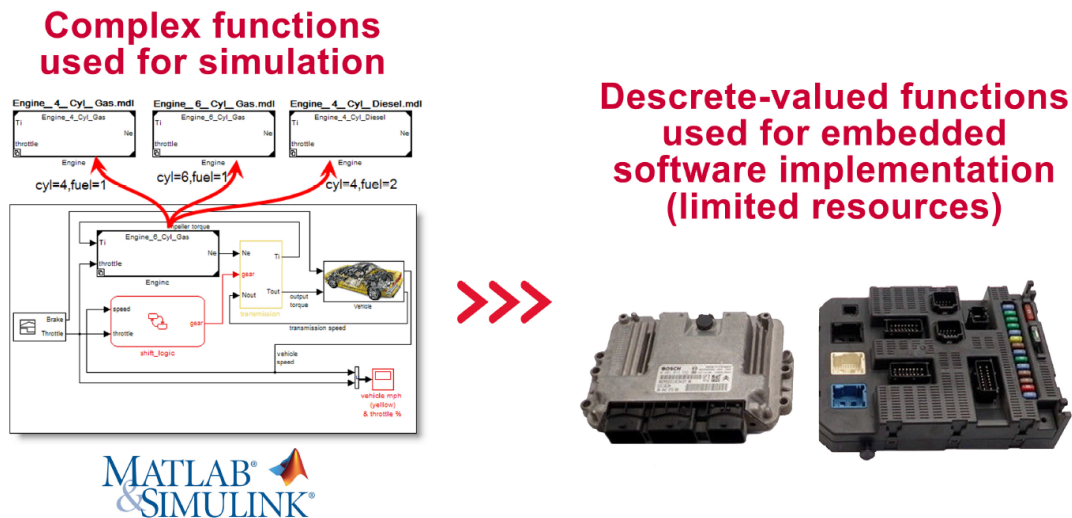 Complex functions
used for simulation
Engine_4_Cyl_Gas.mdl
Engine_6_Cyl_Gas.mdl
Engine_4_Cyl_Diesel.mdl
Engine_4_Cyl_Gas
Ti
Ne
throttle
Engine
Engine_6_Cyl_Gas
Ti
Ne
throttle
Engine
Engine_4_Cyl_Diesel
Ti
Ne
throttle
Engine
cyl=4,fuel=1
cyl=6,fuel=1
cyl=4,fuel=2
impeller torque
Engine_6_Cyl_Gas
Ti
Ne
throttle
Engine
Ne
Ti
gear
Nout
Tout
transmission
output
torque
Vehicle
transmission speed
Brake
Throttle
speed
throttle
gear
shift_logic
vehicle
speed
vehicle mph
(yellow)
& throttle %
MATLAB®
&SIMULINK®
Descrete-valued functions
used for embedded
software implementation
(limited resources)
BOSCH